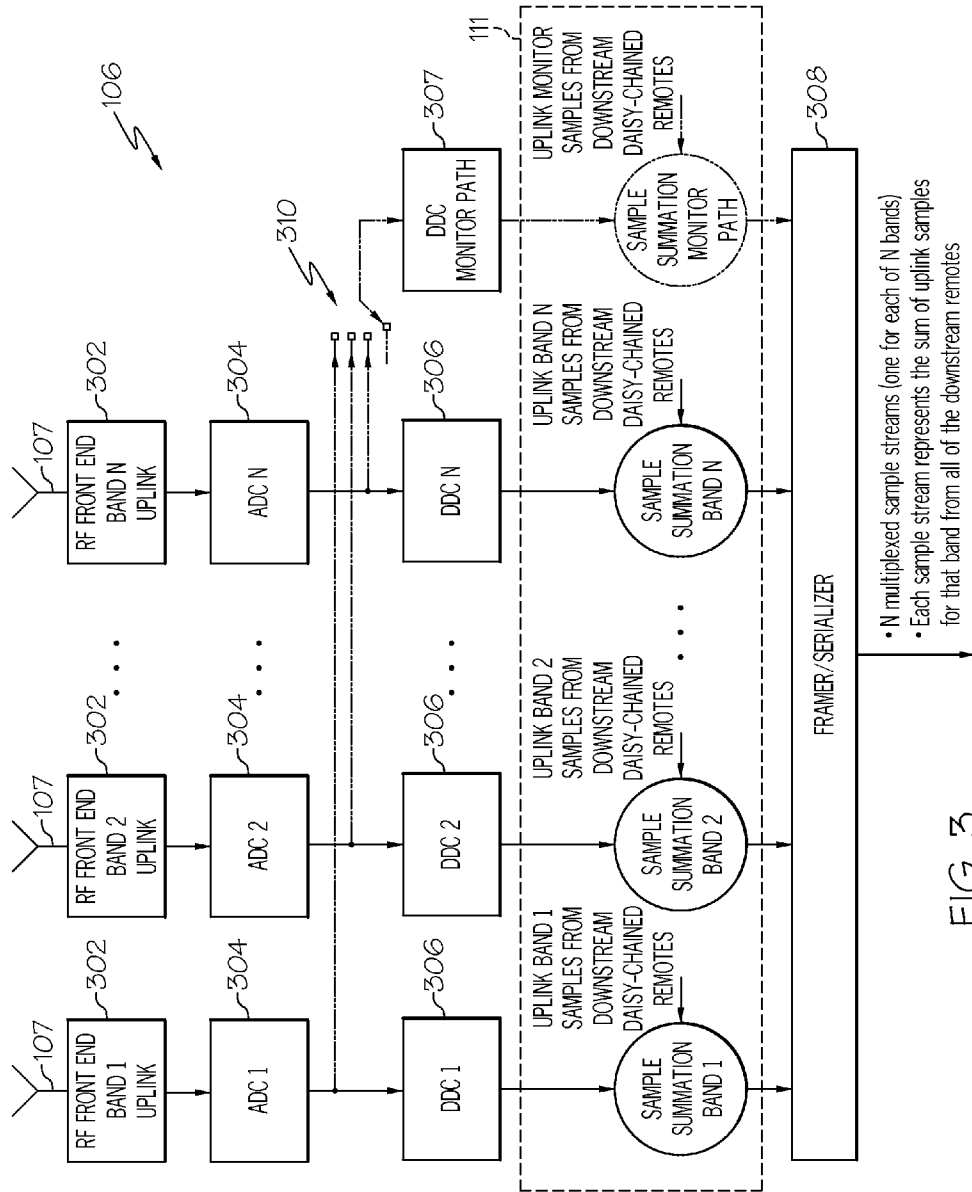 106
107
107
107
RF FRONT END
BAND 1
UPLINK
302
RF FRONT END
BAND 2
UPLINK
302
RF FRONT END
BAND N
UPLINK
302
ADC 1
304
ADC 2
304
ADC N
304
310
DDC 1
306
DDC 2
306
DDC N
306
DDC
MONITOR PATH
307
111
UPLINK BAND 1
SAMPLES FROM
DOWNSTREAM
DAISY-CHAINED
REMOTES
UPLINK BAND 2
SAMPLES FROM
DOWNSTREAM
DAISY-CHAINED
REMOTES
UPLINK BAND N
SAMPLES FROM
DOWNSTREAM
DAISY-CHAINED
REMOTES
UPLINK MONITOR
SAMPLES FROM
DOWNSTREAM
DAISY-CHAINED
REMOTES
SAMPLE
SUMMATION
BAND 1
SAMPLE
SUMMATION
BAND 2
SAMPLE
SUMMATION
BAND N
SAMPLE
SUMMATION
MONITOR
PATH
FRAMER/SERIALIZER
308
• N multiplexed sample streams (one for each of N bands)
• Each sample stream represents the sum of uplink samples
for that band from all of the downstream remotes
FIG. 3